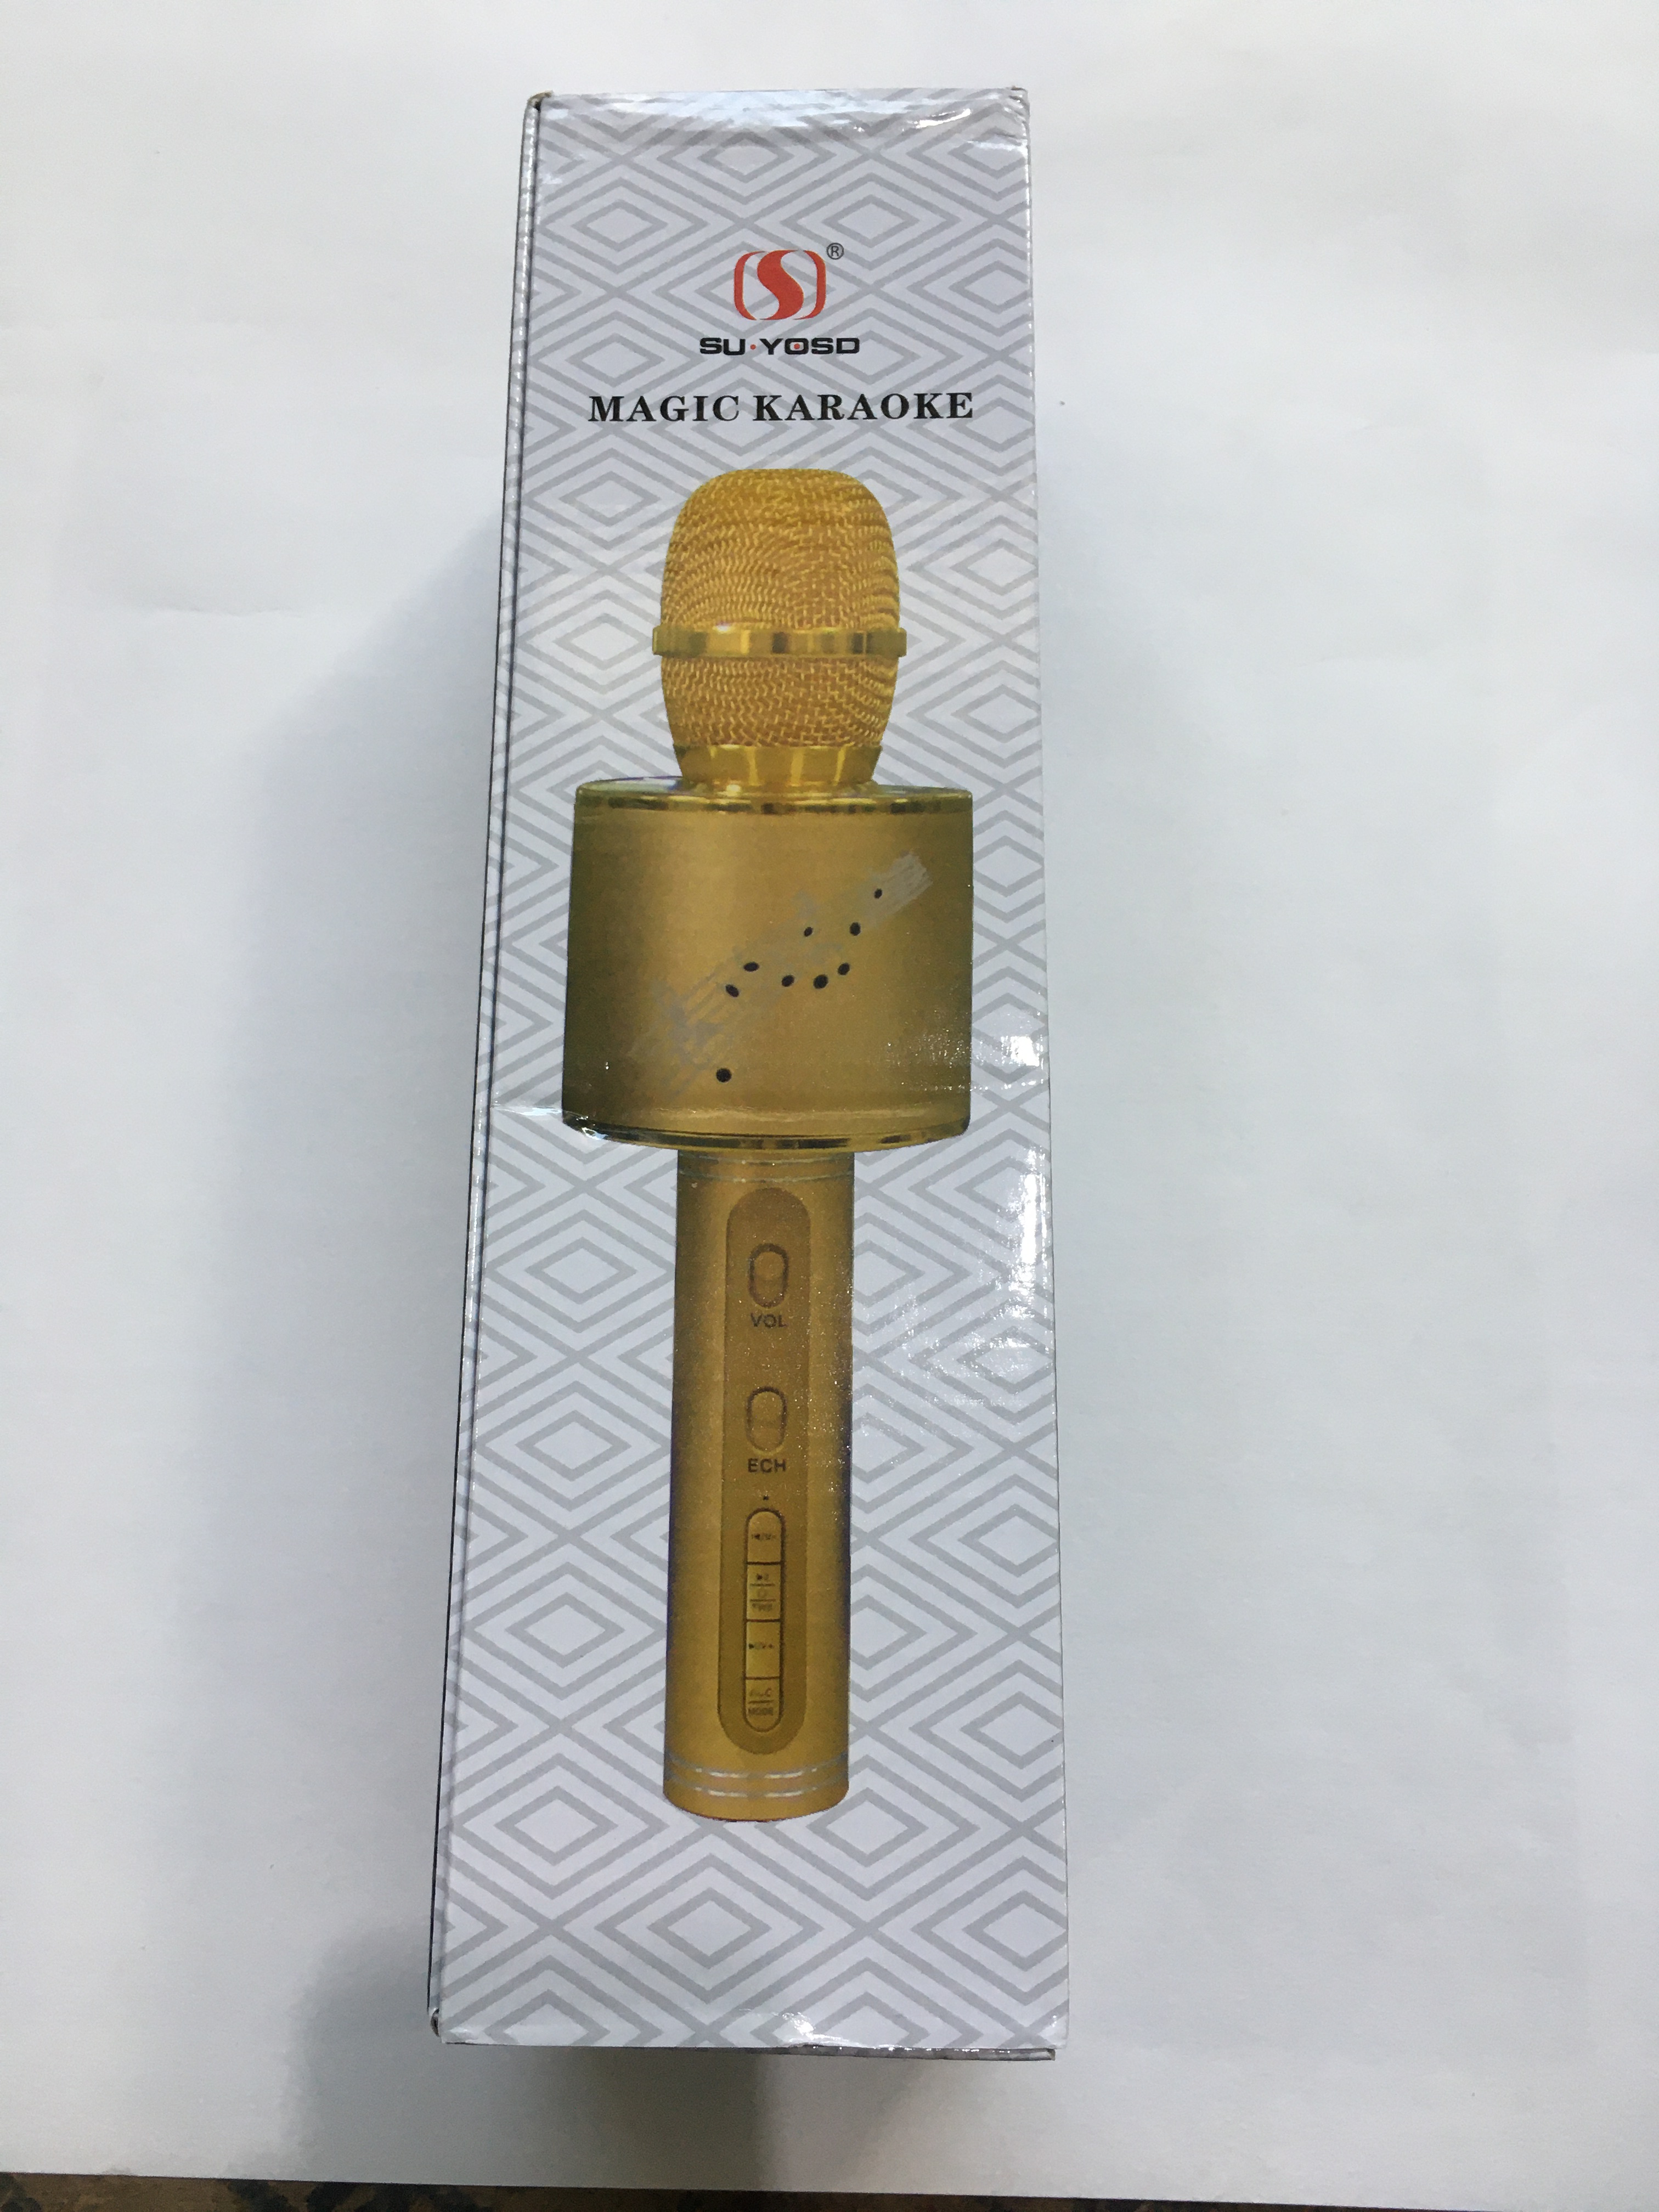 ®
SU·YOSD
MAGIC KARAOKE
VOL
ECH
MODE